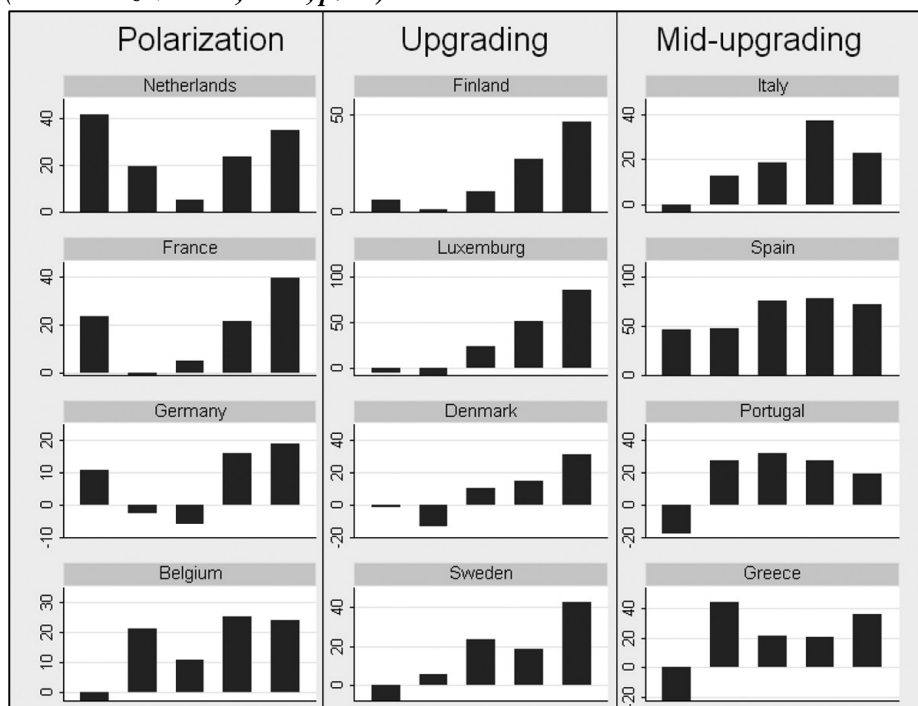 Polarization Upgrading Mid-upgrading
Netherlands Finland Italy
0 20 40
0 50
0 20 40
France Luxemburg Spain
0 20 40
0 50 100
0 50 100
Germany Denmark Portugal
-10 0 10 20
-20 0 20 40
-20 0 20 40
Belgium Sweden Greece
0 10 20 30
0 20 40
-20 0 20 40